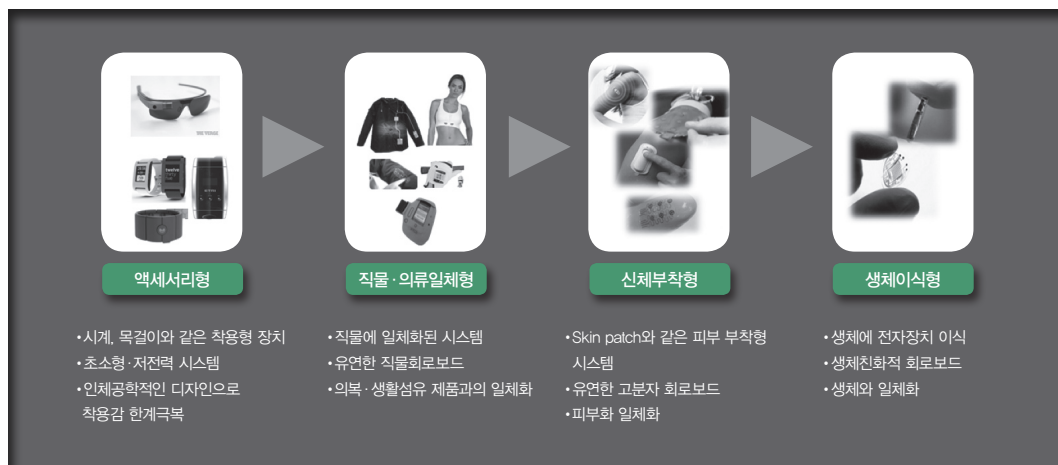 액세서리형
•시계, 목걸이와 같은 착용형 장치
•초소형·저전력 시스템
•인체공학적인 디자인으로
착용감 한계극복
직물·의류일체형
•직물에 일체화된 시스템
•유연한 직물회로보드
•의복·생활섬유 제품과의 일체화
신체부착형
•Skin patch와 같은 피부 부착형
시스템
•유연한 고분자 회로보드
•피부화 일체화
생체이식형
•생체에 전자장치 이식
•생체친화적 회로보드
•생체와 일체화